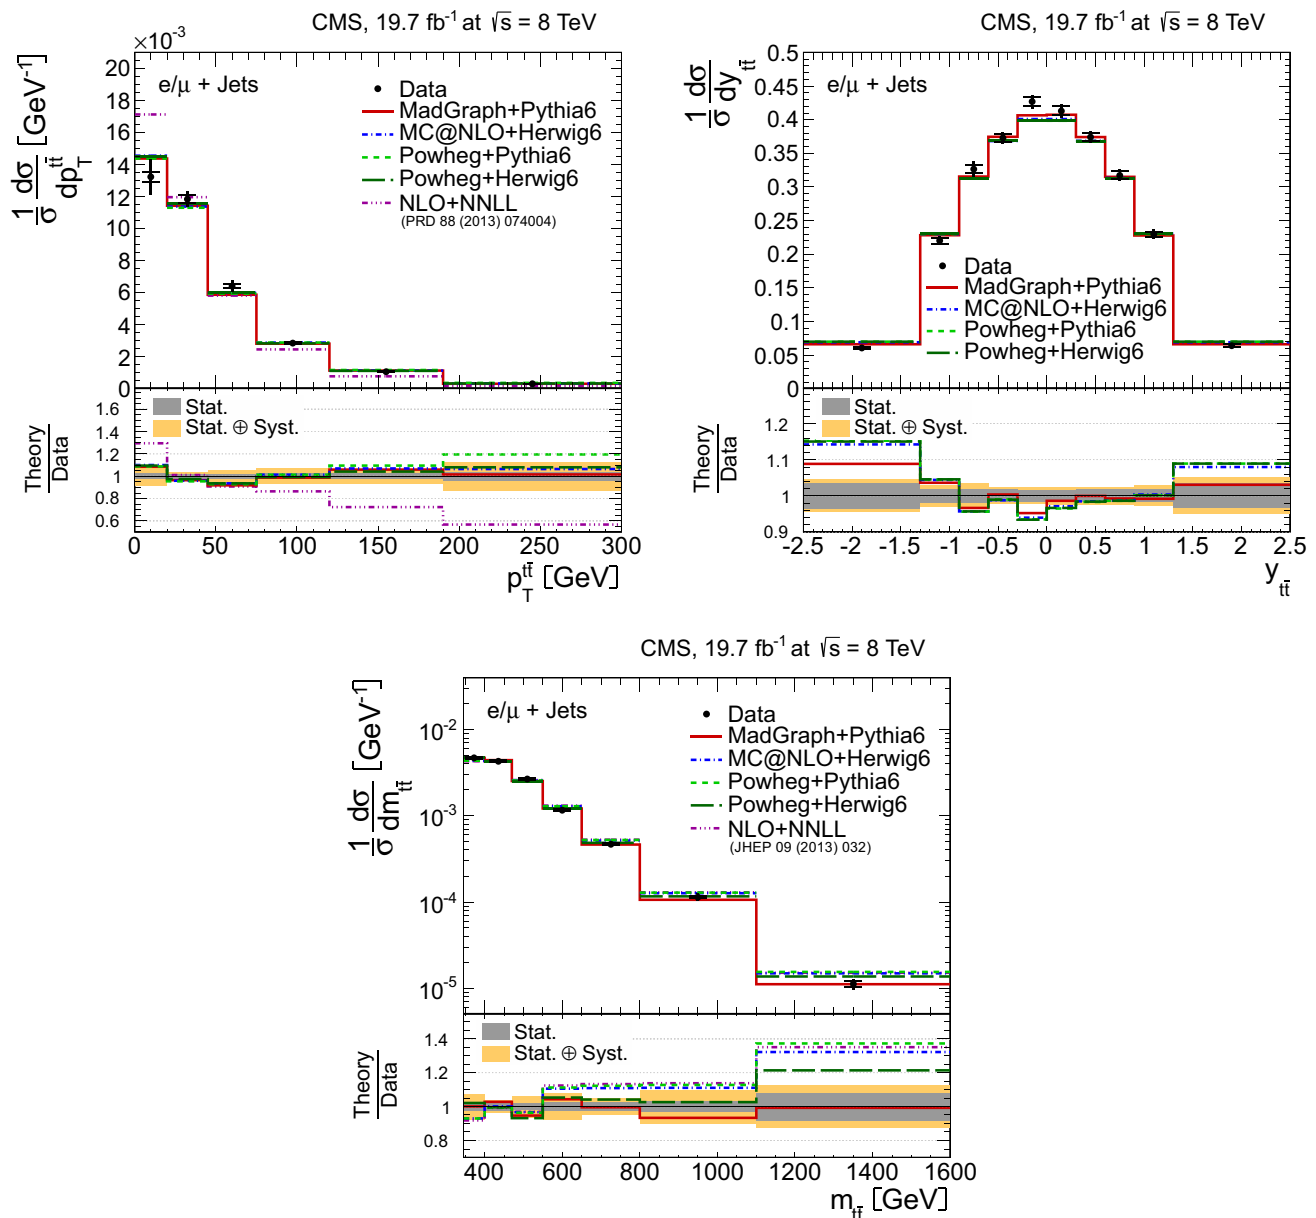 CMS, 19.7 fb⁻¹ at √s = 8 TeV
×10⁻³
1/σ dσ/dp_T^{tt̄} [GeV⁻¹]
20
18
16
14
12
10
8
6
4
2
0
e/μ + Jets
Data
MadGraph+Pythia6
MC@NLO+Herwig6
Powheg+Pythia6
Powheg+Herwig6
NLO+NNLL
(PRD 88 (2013) 074004)
Theory/Data
1.6
1.4
1.2
1
0.8
0.6
Stat.
Stat. ⊕ Syst.
0 50 100 150 200 250 300
p_T^{tt̄} [GeV]
CMS, 19.7 fb⁻¹ at √s = 8 TeV
1/σ dσ/dy_{tt̄}
0.5
0.45
0.4
0.35
0.3
0.25
0.2
0.15
0.1
0.05
0
e/μ + Jets
Data
MadGraph+Pythia6
MC@NLO+Herwig6
Powheg+Pythia6
Powheg+Herwig6
Theory/Data
1.2
1.1
1
0.9
Stat.
Stat. ⊕ Syst.
-2.5 -2 -1.5 -1 -0.5 0 0.5 1 1.5 2 2.5
y_{tt̄}
CMS, 19.7 fb⁻¹ at √s = 8 TeV
1/σ dσ/dm_{tt̄} [GeV⁻¹]
10⁻²
10⁻³
10⁻⁴
10⁻⁵
e/μ + Jets
Data
MadGraph+Pythia6
MC@NLO+Herwig6
Powheg+Pythia6
Powheg+Herwig6
NLO+NNLL
(JHEP 09 (2013) 032)
Theory/Data
1.4
1.2
1
0.8
Stat.
Stat. ⊕ Syst.
400 600 800 1000 1200 1400 1600
m_{tt̄} [GeV]